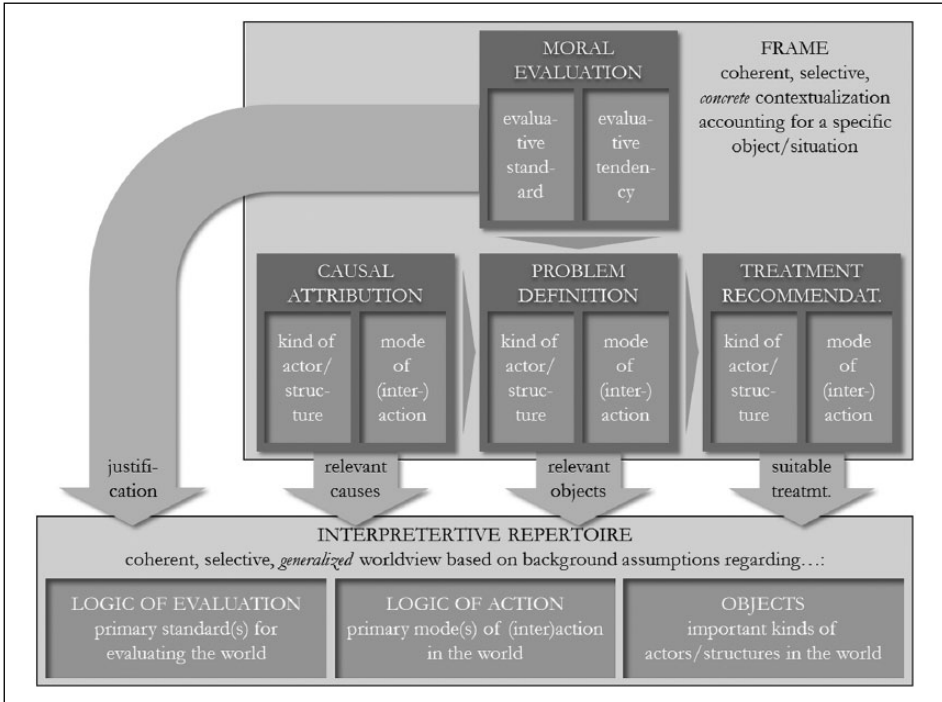 MORAL
EVALUATION
evalua-
tive
stand-
ard
evalua-
tive
tenden-
cy
FRAME
coherent, selective,
concrete contextualization
accounting for a specific
object/situation
CAUSAL
ATTRIBUTION
kind of
actor/
struc-
ture
mode
of
(inter-)
action
PROBLEM
DEFINITION
kind of
actor/
struc-
ture
mode
of
(inter-)
action
TREATMENT
RECOMMENDAT.
kind of
actor/
struc-
ture
mode
of
(inter-)
action
justifi-
cation
relevant
causes
relevant
objects
suitable
treatmt.
INTERPRETERTIVE REPERTOIRE
coherent, selective, generalized worldview based on background assumptions regarding…:
LOGIC OF EVALUATION
primary standard(s) for
evaluating the world
LOGIC OF ACTION
primary mode(s) of (inter)action
in the world
OBJECTS
important kinds of
actors/structures in the world